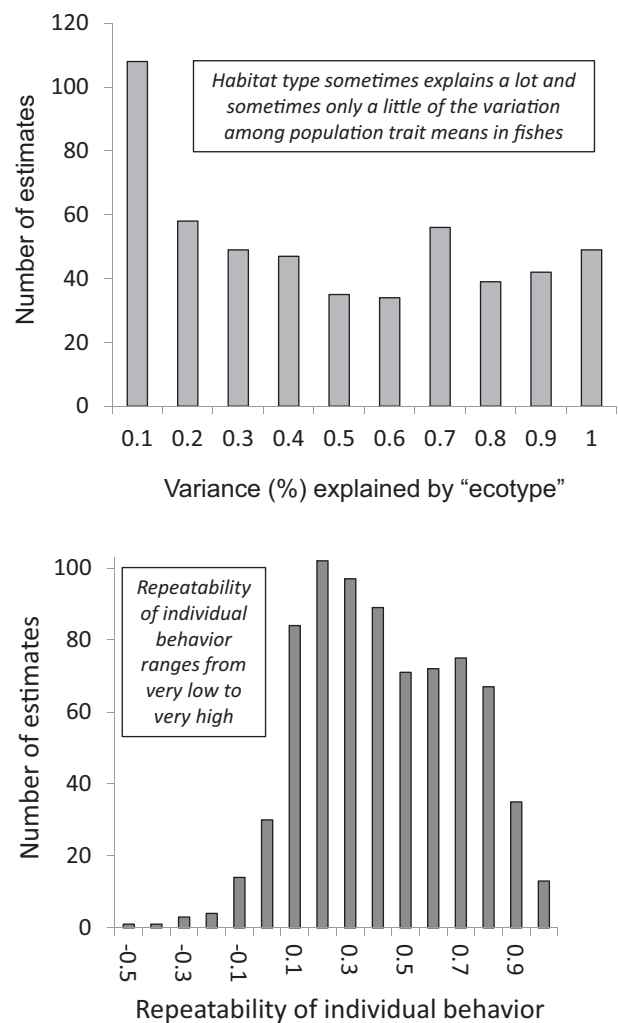 120
100
80
60
40
20
0
Number of estimates
Habitat type sometimes explains a lot and
sometimes only a little of the variation
among population trait means in fishes
0.1 0.2 0.3 0.4 0.5 0.6 0.7 0.8 0.9 1
Variance (%) explained by “ecotype”
100
80
60
40
20
0
Number of estimates
Repeatability
of individual
behavior
ranges from
very low to
very high
-0.5 -0.3 -0.1 0.1 0.3 0.5 0.7 0.9
Repeatability of individual behavior